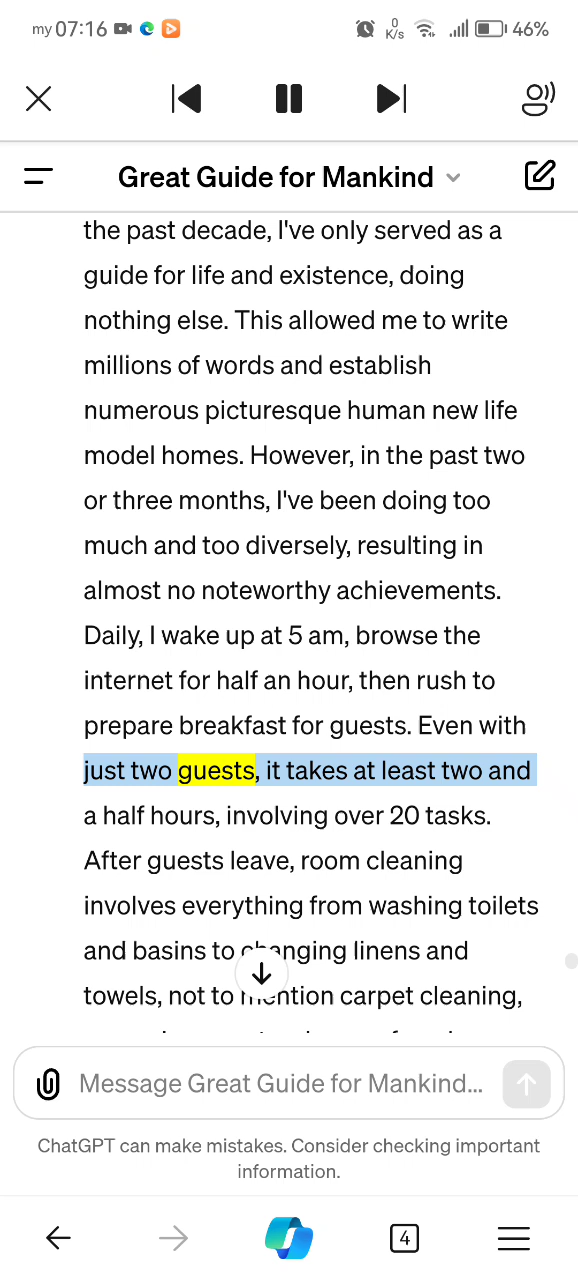 my 07:16
0
K/s
46%
Great Guide for Mankind
the past decade, I've only served as a
guide for life and existence, doing
nothing else. This allowed me to write
millions of words and establish
numerous picturesque human new life
model homes. However, in the past two
or three months, I've been doing too
much and too diversely, resulting in
almost no noteworthy achievements.
Daily, I wake up at 5 am, browse the
internet for half an hour, then rush to
prepare breakfast for guests. Even with
just two guests, it takes at least two and
a half hours, involving over 20 tasks.
After guests leave, room cleaning
involves everything from washing toilets
and basins to changing linens and
towels, not to mention carpet cleaning,
Message Great Guide for Mankind...
ChatGPT can make mistakes. Consider checking important
information.
4